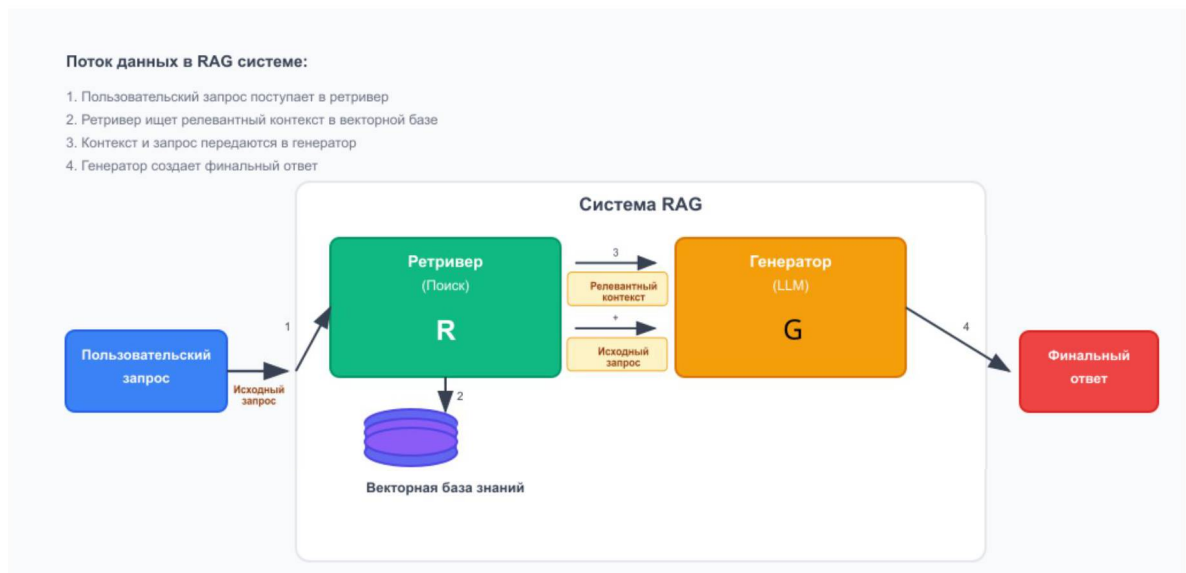 Поток данных в RAG системе:
1. Пользовательский запрос поступает в ретривер
2. Ретривер ищет релевантный контекст в векторной базе
3. Контекст и запрос передаются в генератор
4. Генератор создает финальный ответ
Система RAG
Ретривер
(Поиск)
R
3
Релевантный
контекст
+
Исходный
запрос
Генератор
(LLM)
G
1
4
Пользовательский
запрос
Исходный
запрос
Финальный
ответ
2
Векторная база знаний